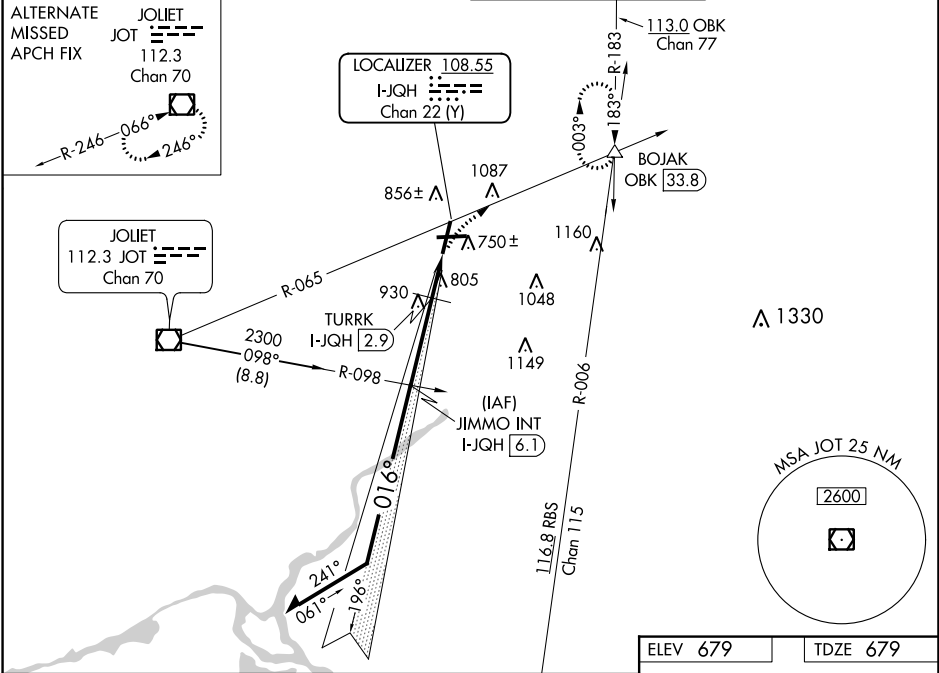 ALTERNATE
MISSED
APCH FIX
JOLIET
JOT
112.3
Chan 70
R-246
066°
246°
113.0 OBK
Chan 77
R-183
183°
003°
LOCALIZER 108.55
I-JQH
Chan 22 (Y)
BOJAK
OBK 33.8
1087
856±
750±
1160
JOLIET
112.3 JOT
Chan 70
R-065
805
930
1048
TURRK
I-JQH 2.9
1330
2300
098°
(8.8)
R-098
1149
R-006
(IAF)
JIMMO INT
I-JQH 6.1
016°
MSA JOT 25 NM
2600
116.8 RBS
Chan 115
241°
061°
196°
ELEV 679
TDZE 679